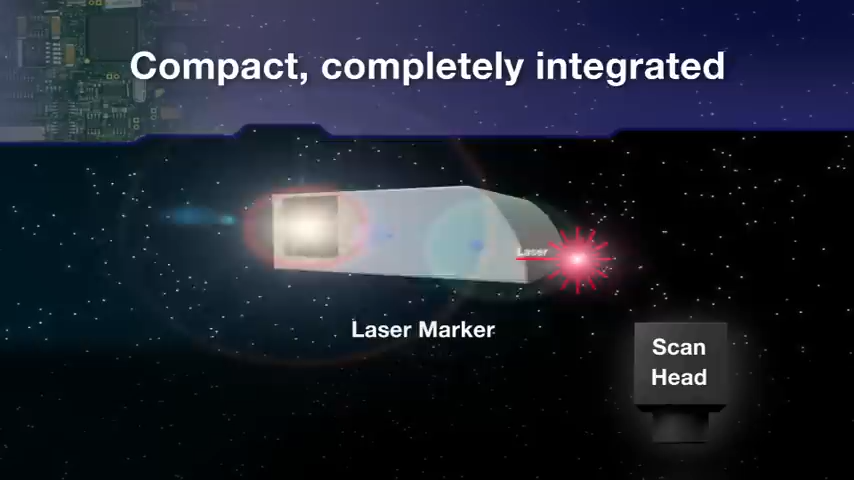 Compact, completely integrated
Laser
Laser Marker
Scan
Head